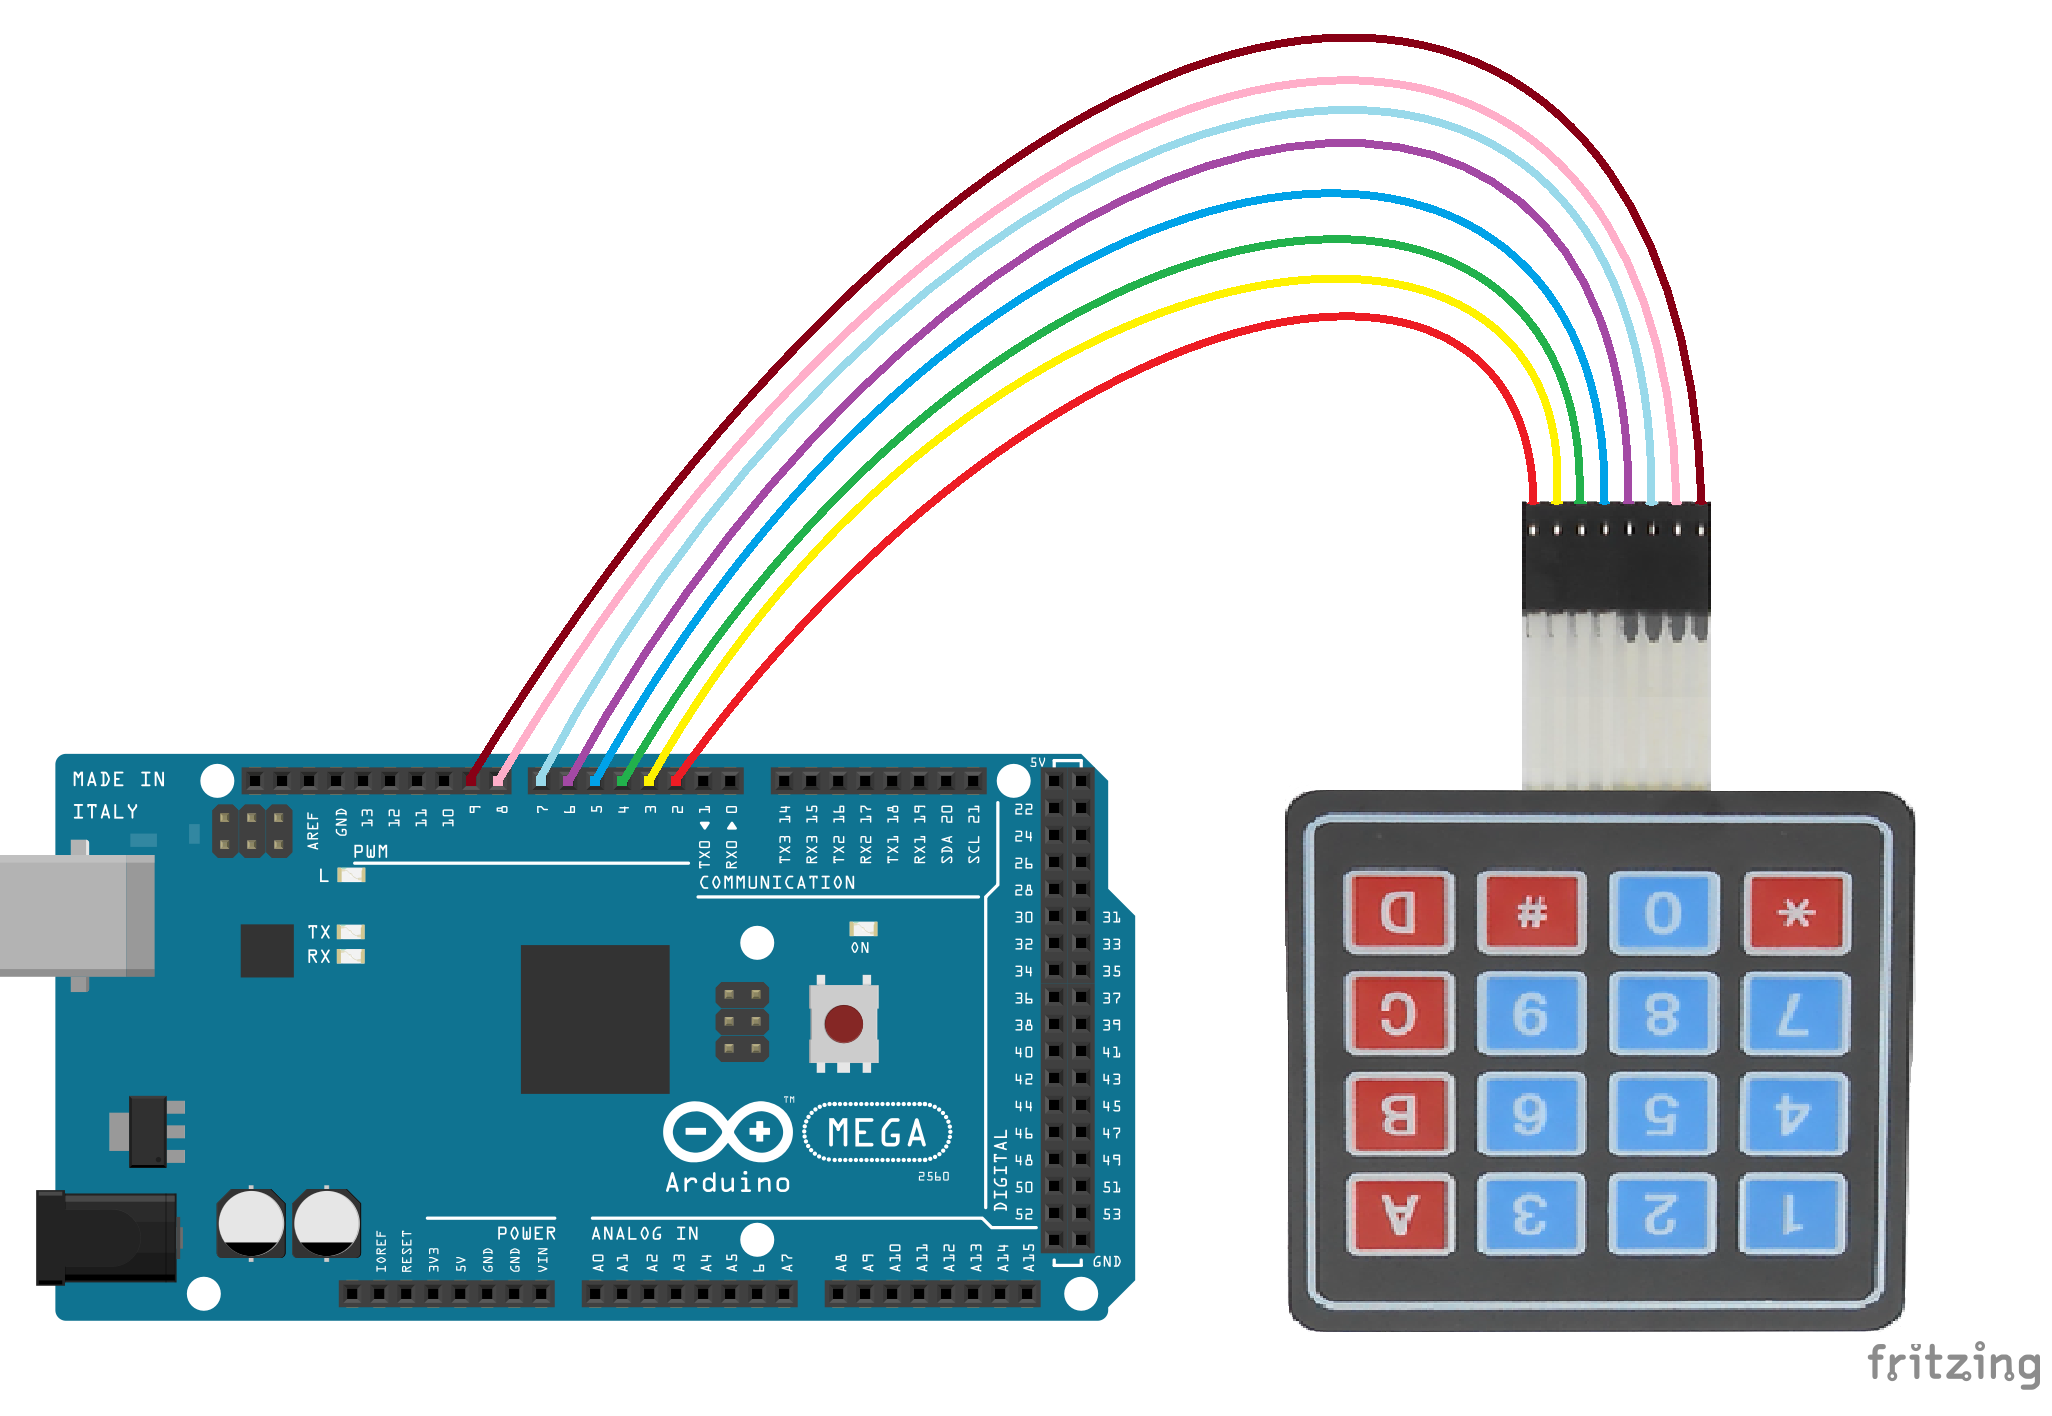 MADE IN
ITALY
AREF
GND
13
12
11
10
9
8
7
6
5
4
3
2
TX0 ◄ 1
RX0 ► 0
TX3 14
RX3 15
TX2 16
RX2 17
TX1 18
RX1 19
SDA 20
SCL 21
PWM
COMMUNICATION
L
TX
RX
ON
5V
22
24
26
28
30 31
32 33
34 35
36 37
38 39
40 41
42 43
44 45
46 47
48 49
50 51
52 53
GND
DIGITAL
TM
MEGA
2560
Arduino
POWER
ANALOG IN
IOREF
RESET
3V3
5V
GND
GND
VIN
A0
A1
A2
A3
A4
A5
6
A7
A8
A9
A10
A11
A12
A13
A14
A15
D # 0 *
C 9 8 7
B 6 5 4
A 3 2 1
fritzing